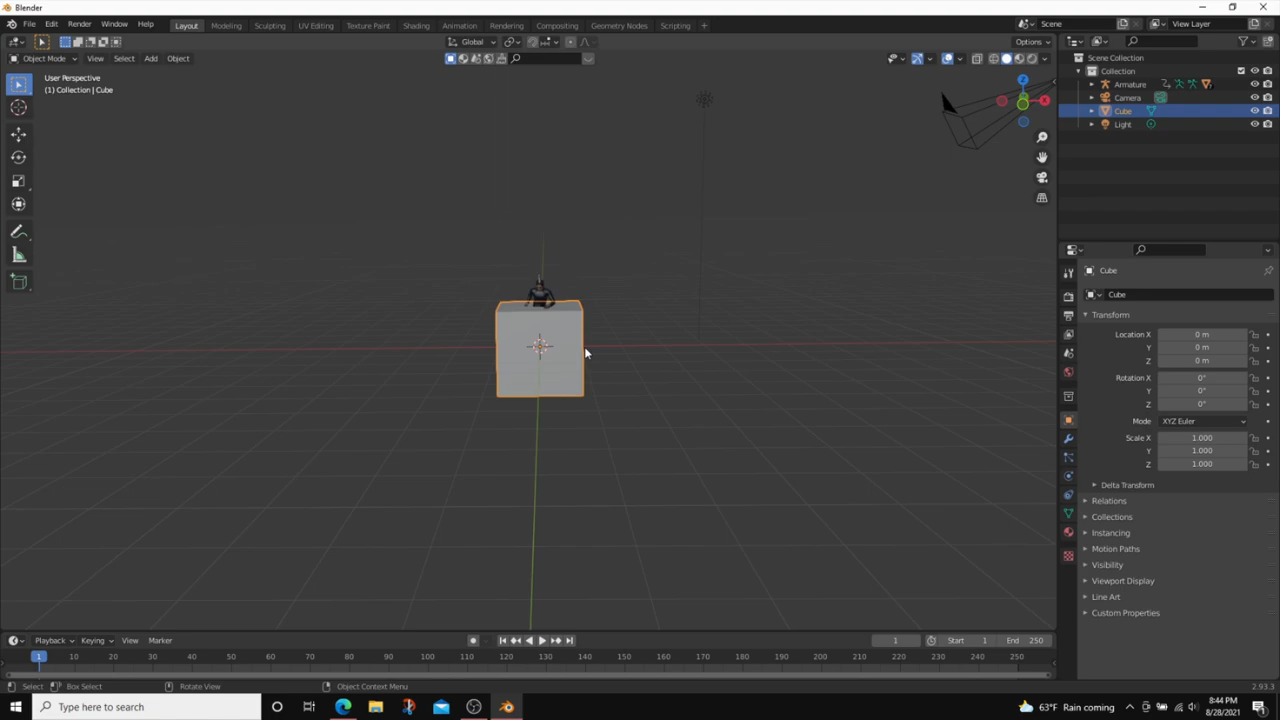 Blender
File Edit Render Window Help Layout Modeling Sculpting UV Editing Texture Paint Shading Animation Rendering Compositing Geometry Nodes Scripting + Scene View Layer
Global Options
Object Mode View Select Add Object
User Perspective
(1) Collection | Cube
Z
Scene Collection
Collection
Armature
Camera
Cube
Light
Cube
Cube
Transform
Location X 0 m
Y 0 m
Z 0 m
Rotation X 0°
Y 0°
Z 0°
Mode XYZ Euler
Scale X 1.000
Y 1.000
Z 1.000
Delta Transform
Relations
Collections
Instancing
Motion Paths
Visibility
Viewport Display
Line Art
Custom Properties
Playback Keying View Marker 1 Start 1 End 250
1 10 20 30 40 50 60 70 80 90 100 110 120 130 140 150 160 170 180 190 200 210 220 230 240 250
Select Box Select Rotate View Object Context Menu 2.93.3
Type here to search 63°F Rain coming 8:44 PM
8/28/2021